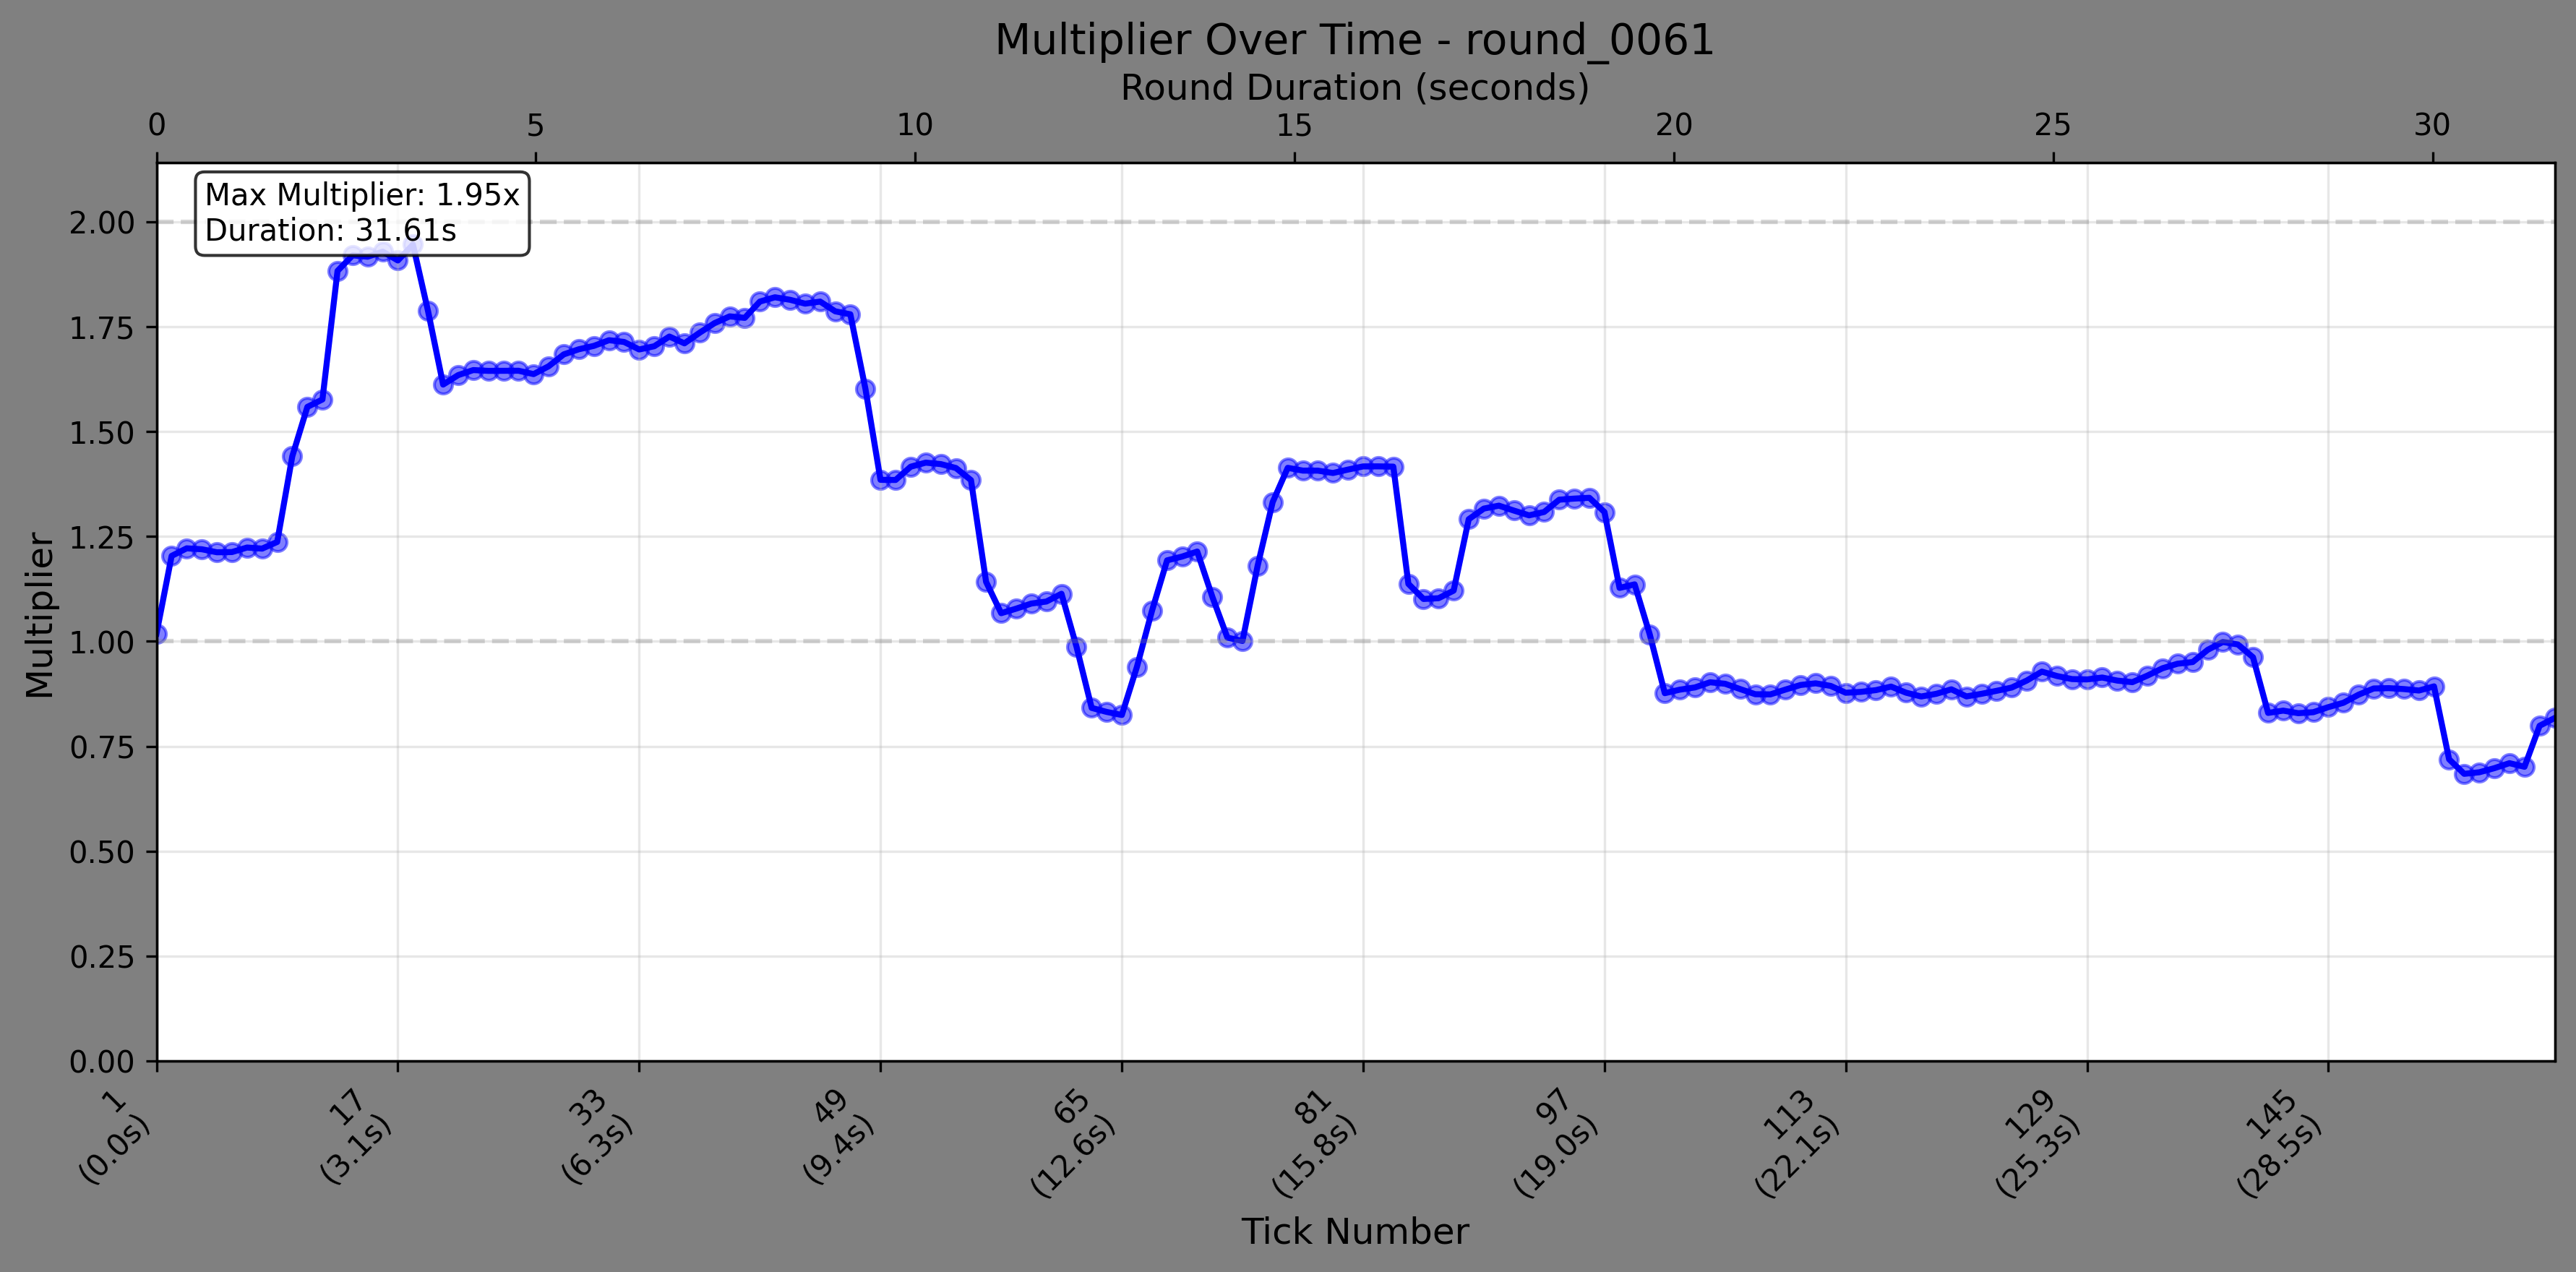 Multiplier Over Time - round_0061
Round Duration (seconds)
0 5 10 15 20 25 30
Max Multiplier: 1.95x
Duration: 31.61s
2.00
1.75
1.50
1.25
1.00
0.75
0.50
0.25
0.00
Multiplier
1
(0.0s)
17
(3.1s)
33
(6.3s)
49
(9.4s)
65
(12.6s)
81
(15.8s)
97
(19.0s)
113
(22.1s)
129
(25.3s)
145
(28.5s)
Tick Number